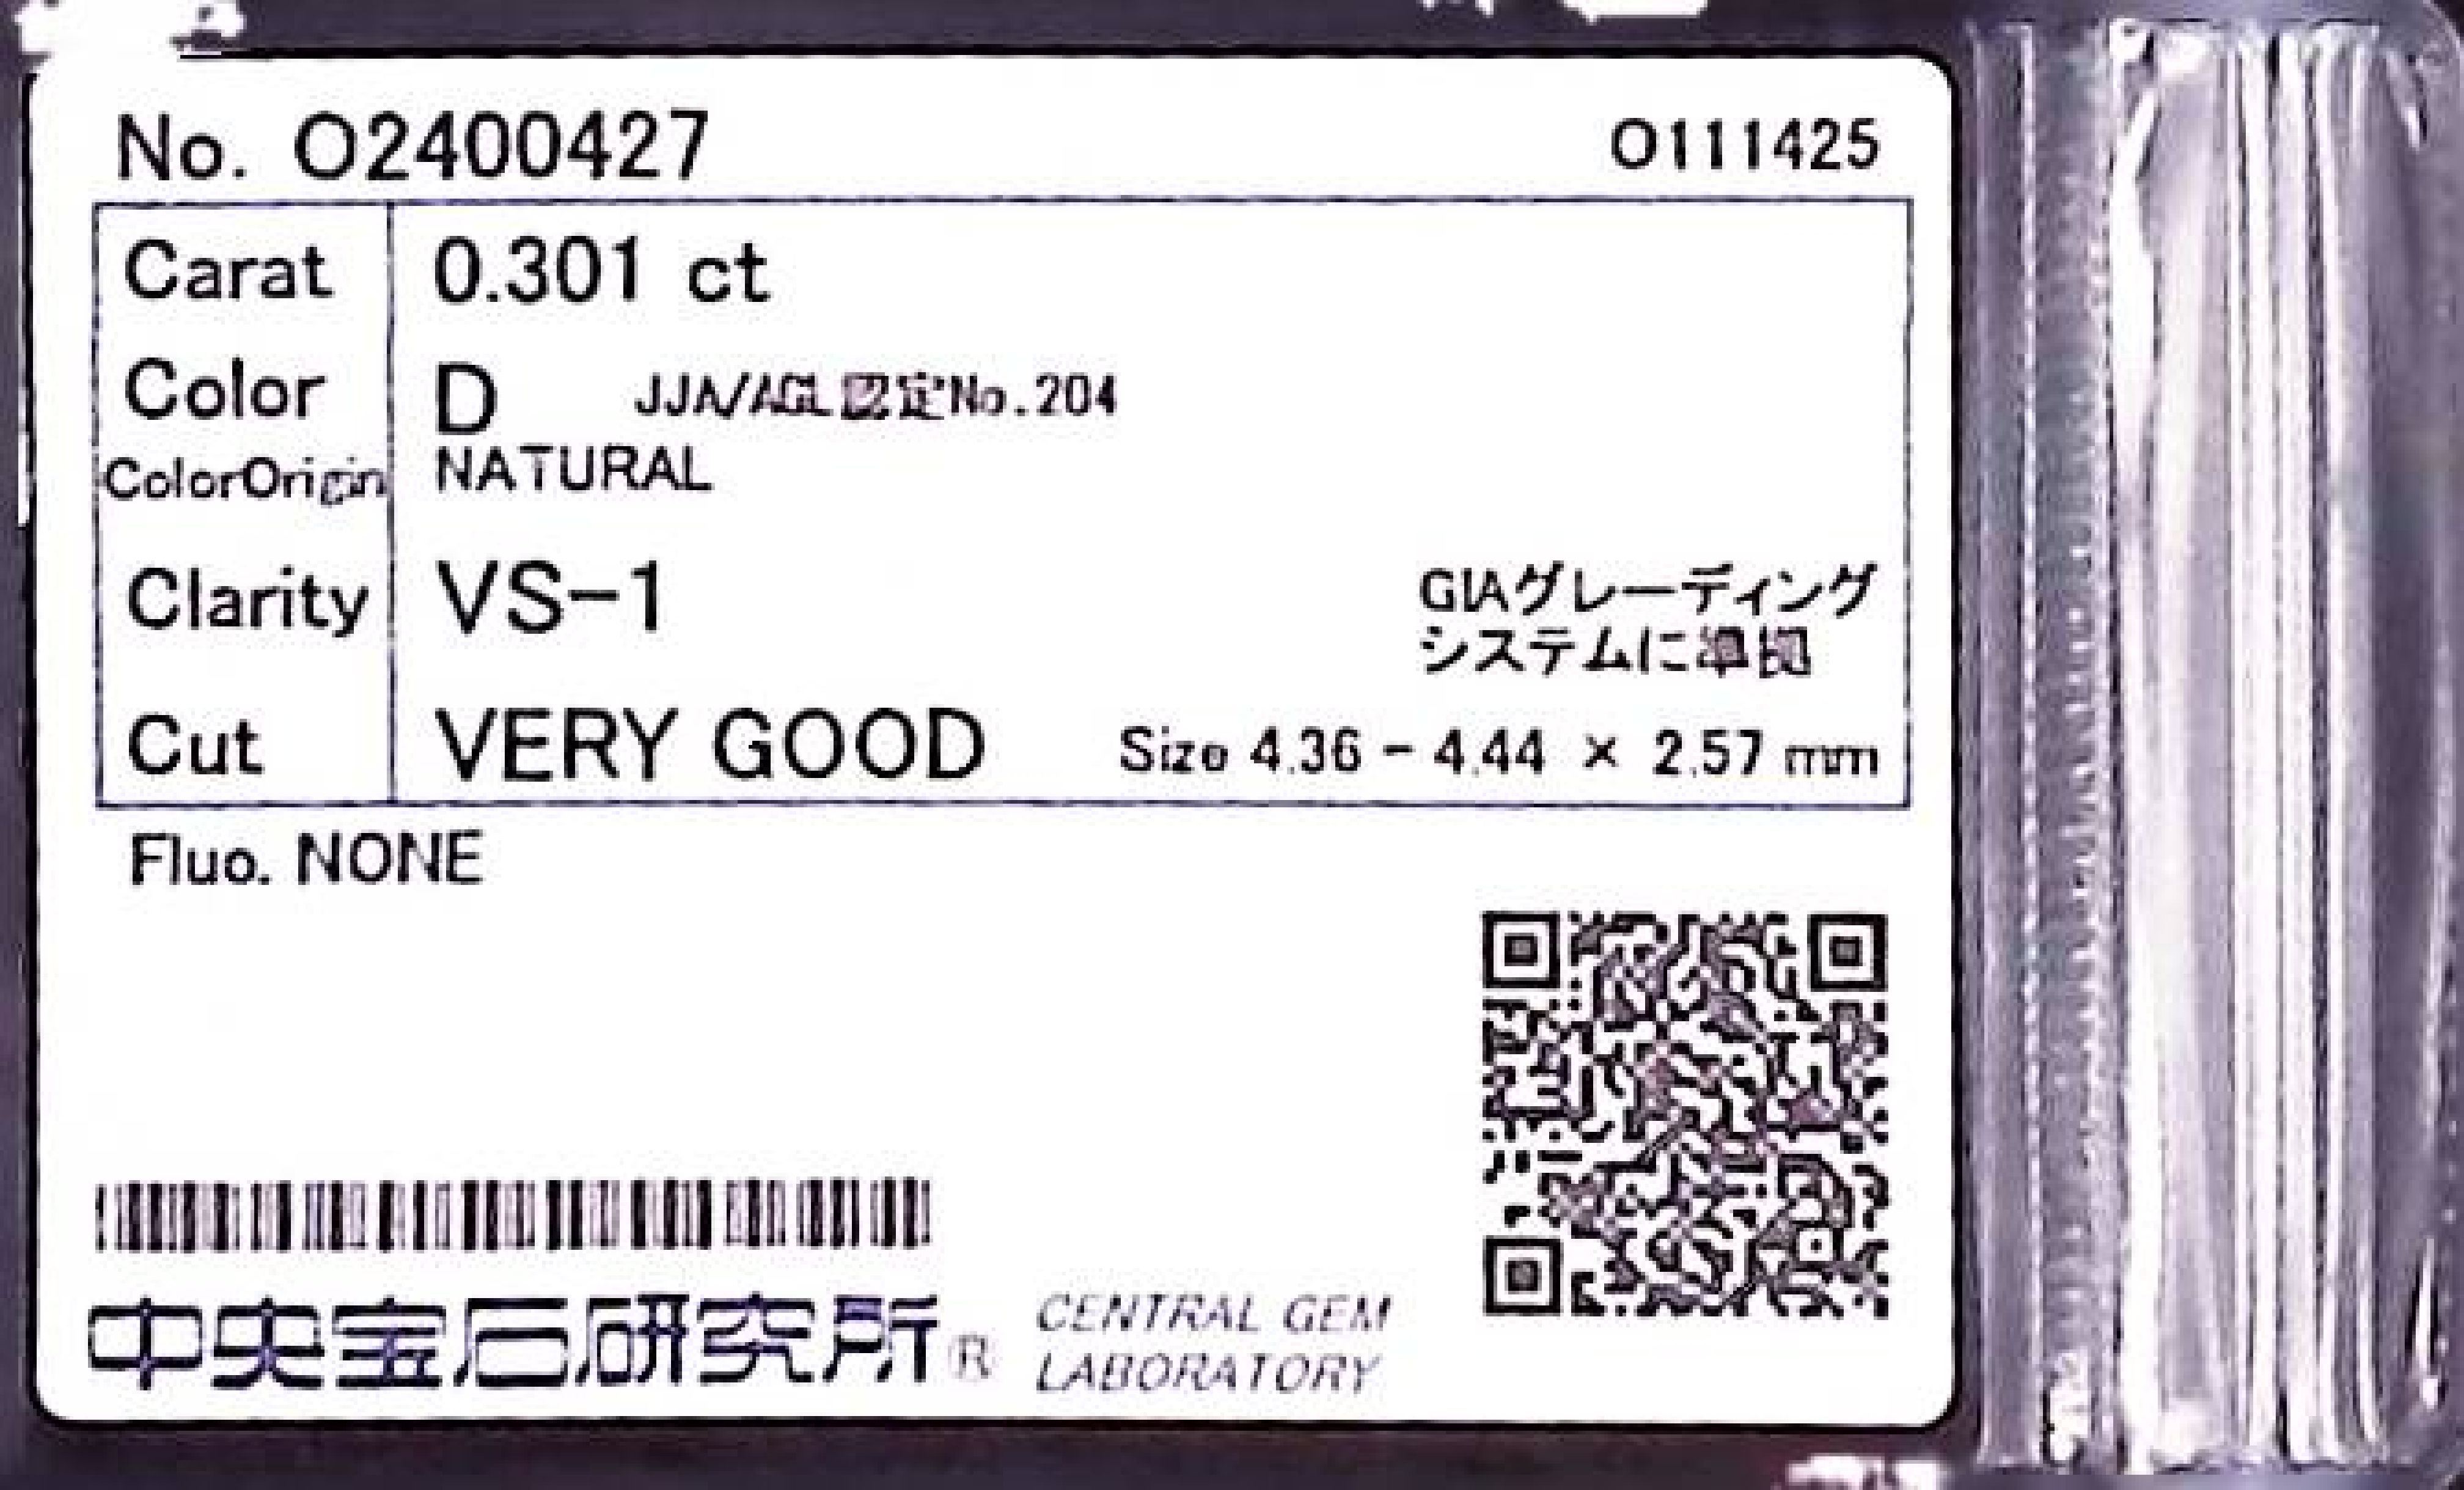 No. O2400427
O111425
Carat 0.301 ct
Color D JJA/AGL認定No.204
ColorOrigin NATURAL
Clarity VS-1
GIAグレーディング
システムに準拠
Cut VERY GOOD Size 4.36 - 4.44 × 2.57 mm
Fluo. NONE
中央宝石研究所® CENTRAL GEM
LABORATORY